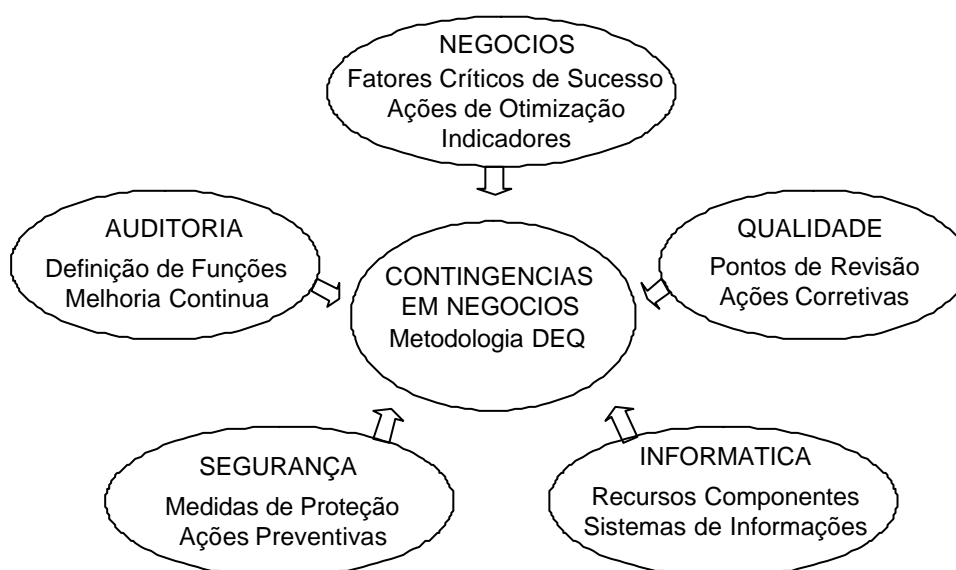 NEGOCIOS
Fatores Críticos de Sucesso
Ações de Otimização
Indicadores
AUDITORIA
Definição de Funções
Melhoria Continua
QUALIDADE
Pontos de Revisão
Ações Corretivas
CONTINGENCIAS
EM NEGOCIOS
Metodologia DEQ
SEGURANÇA
Medidas de Proteção
Ações Preventivas
INFORMATICA
Recursos Componentes
Sistemas de Informações